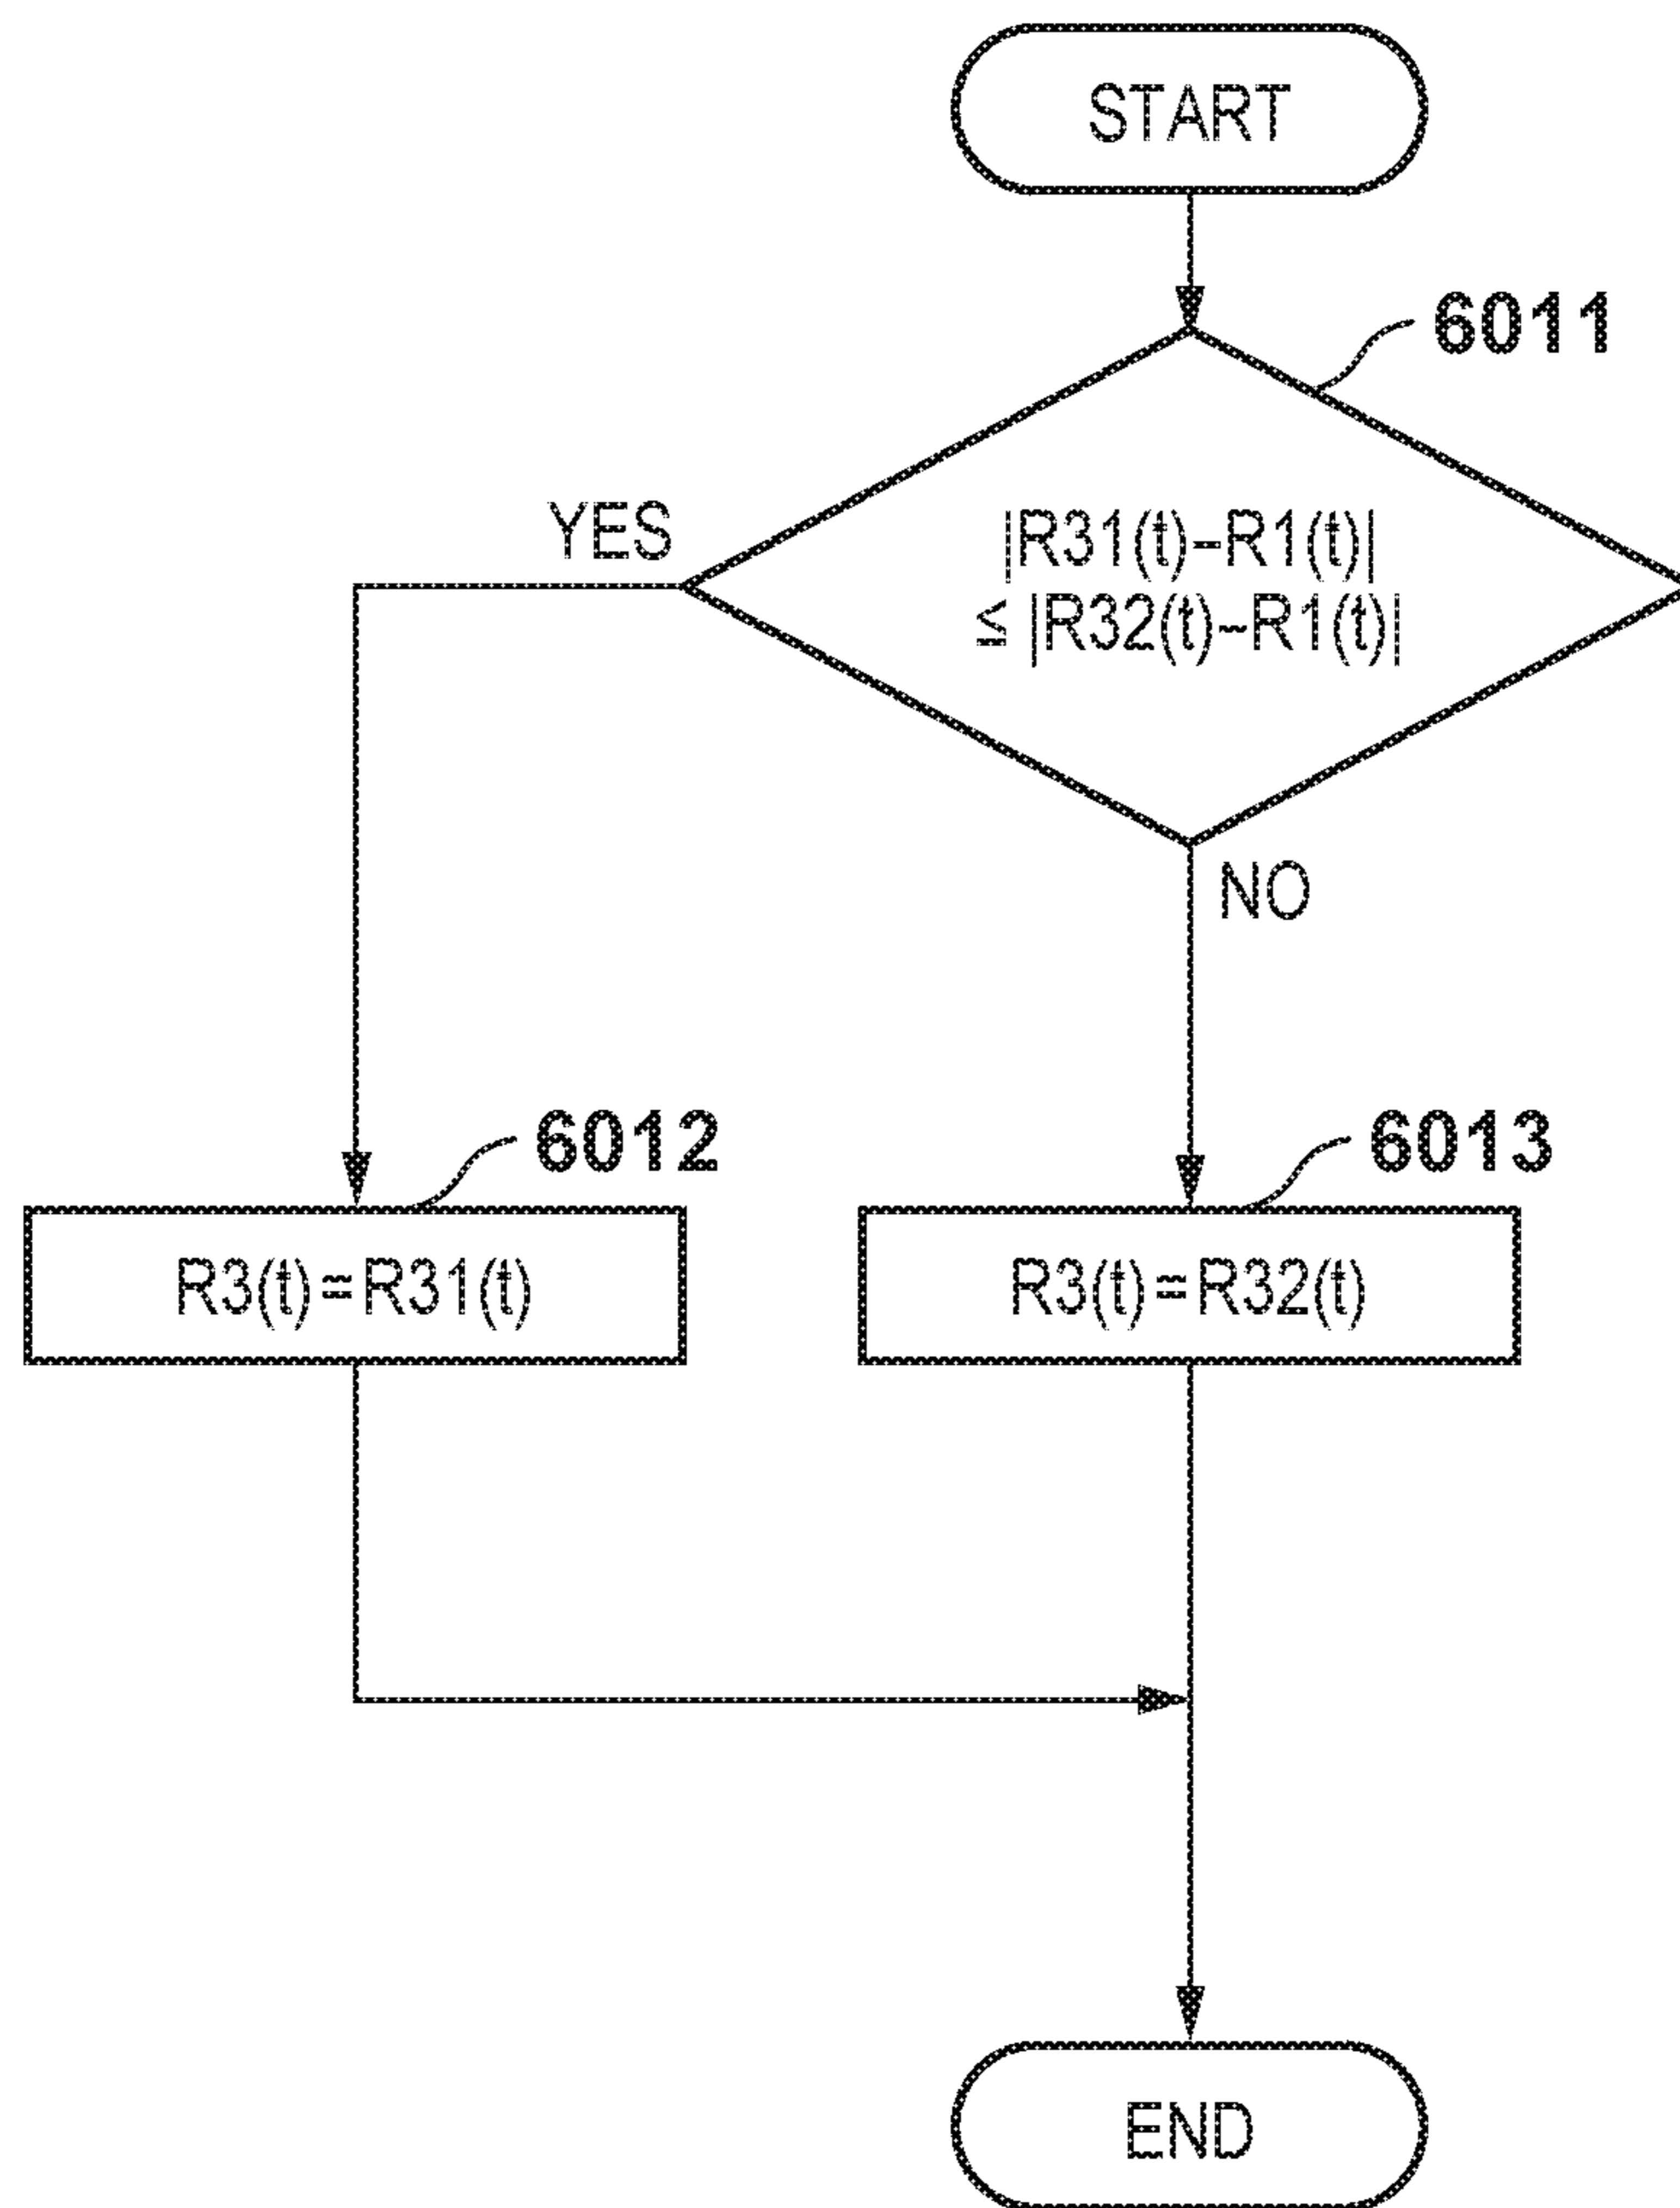 START
6011
YES
|R31(t)–R1(t)|
≦ |R32(t)–R1(t)|
NO
6012
6013
R3(t)=R31(t)
R3(t)=R32(t)
END